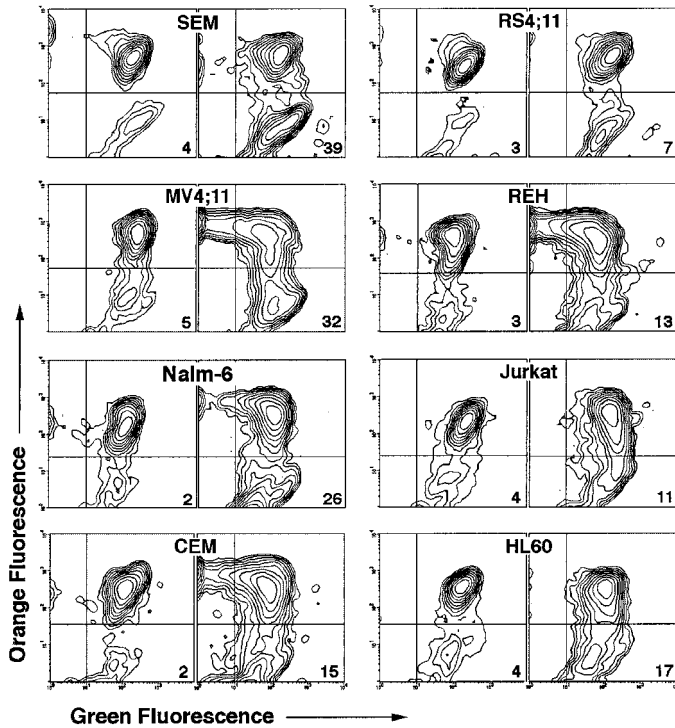 SEM
4
39
RS4;11
3
7
MV4;11
5
32
REH
3
13
Nalm-6
2
26
Jurkat
4
11
CEM
2
15
HL60
4
17
Orange Fluorescence
Green Fluorescence